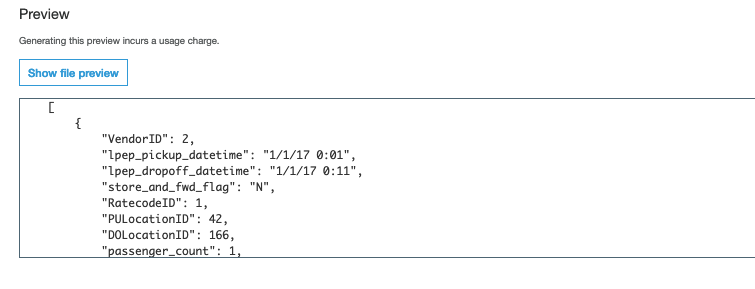 Preview
Generating this preview incurs a usage charge.
Show file preview
[
{
"VendorID": 2,
"lpep_pickup_datetime": "1/1/17 0:01",
"lpep_dropoff_datetime": "1/1/17 0:11",
"store_and_fwd_flag": "N",
"RatecodeID": 1,
"PULocationID": 42,
"DOLocationID": 166,
"passenger_count": 1,